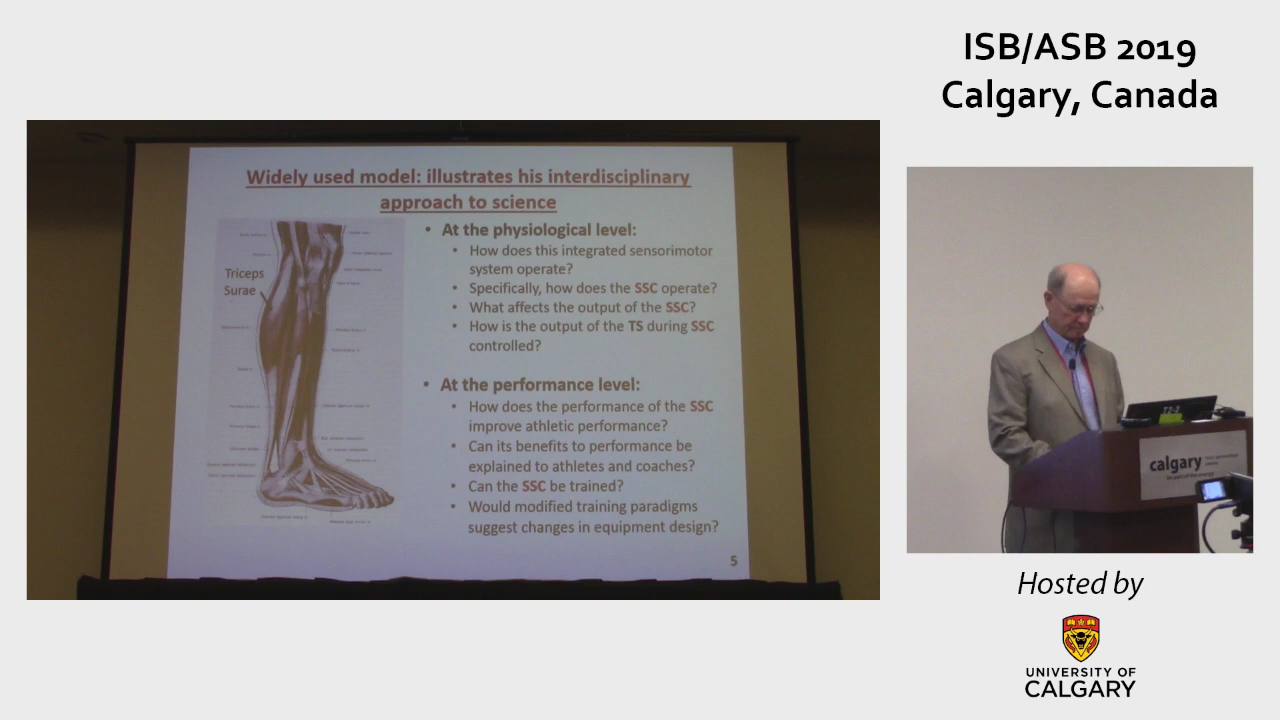 ISB/ASB 2019
Calgary, Canada
Widely used model: illustrates his interdisciplinary
approach to science
Triceps
Surae
• At the physiological level:
• How does this integrated sensorimotor
system operate?
• Specifically, how does the SSC operate?
• What affects the output of the SSC?
• How is the output of the TS during SSC
controlled?
• At the performance level:
• How does the performance of the SSC
improve athletic performance?
• Can its benefits to performance be
explained to athletes and coaches?
• Can the SSC be trained?
• Would modified training paradigms
suggest changes in equipment design?
5
calgary
be part of the energy
Hosted by
UNIVERSITY OF
CALGARY